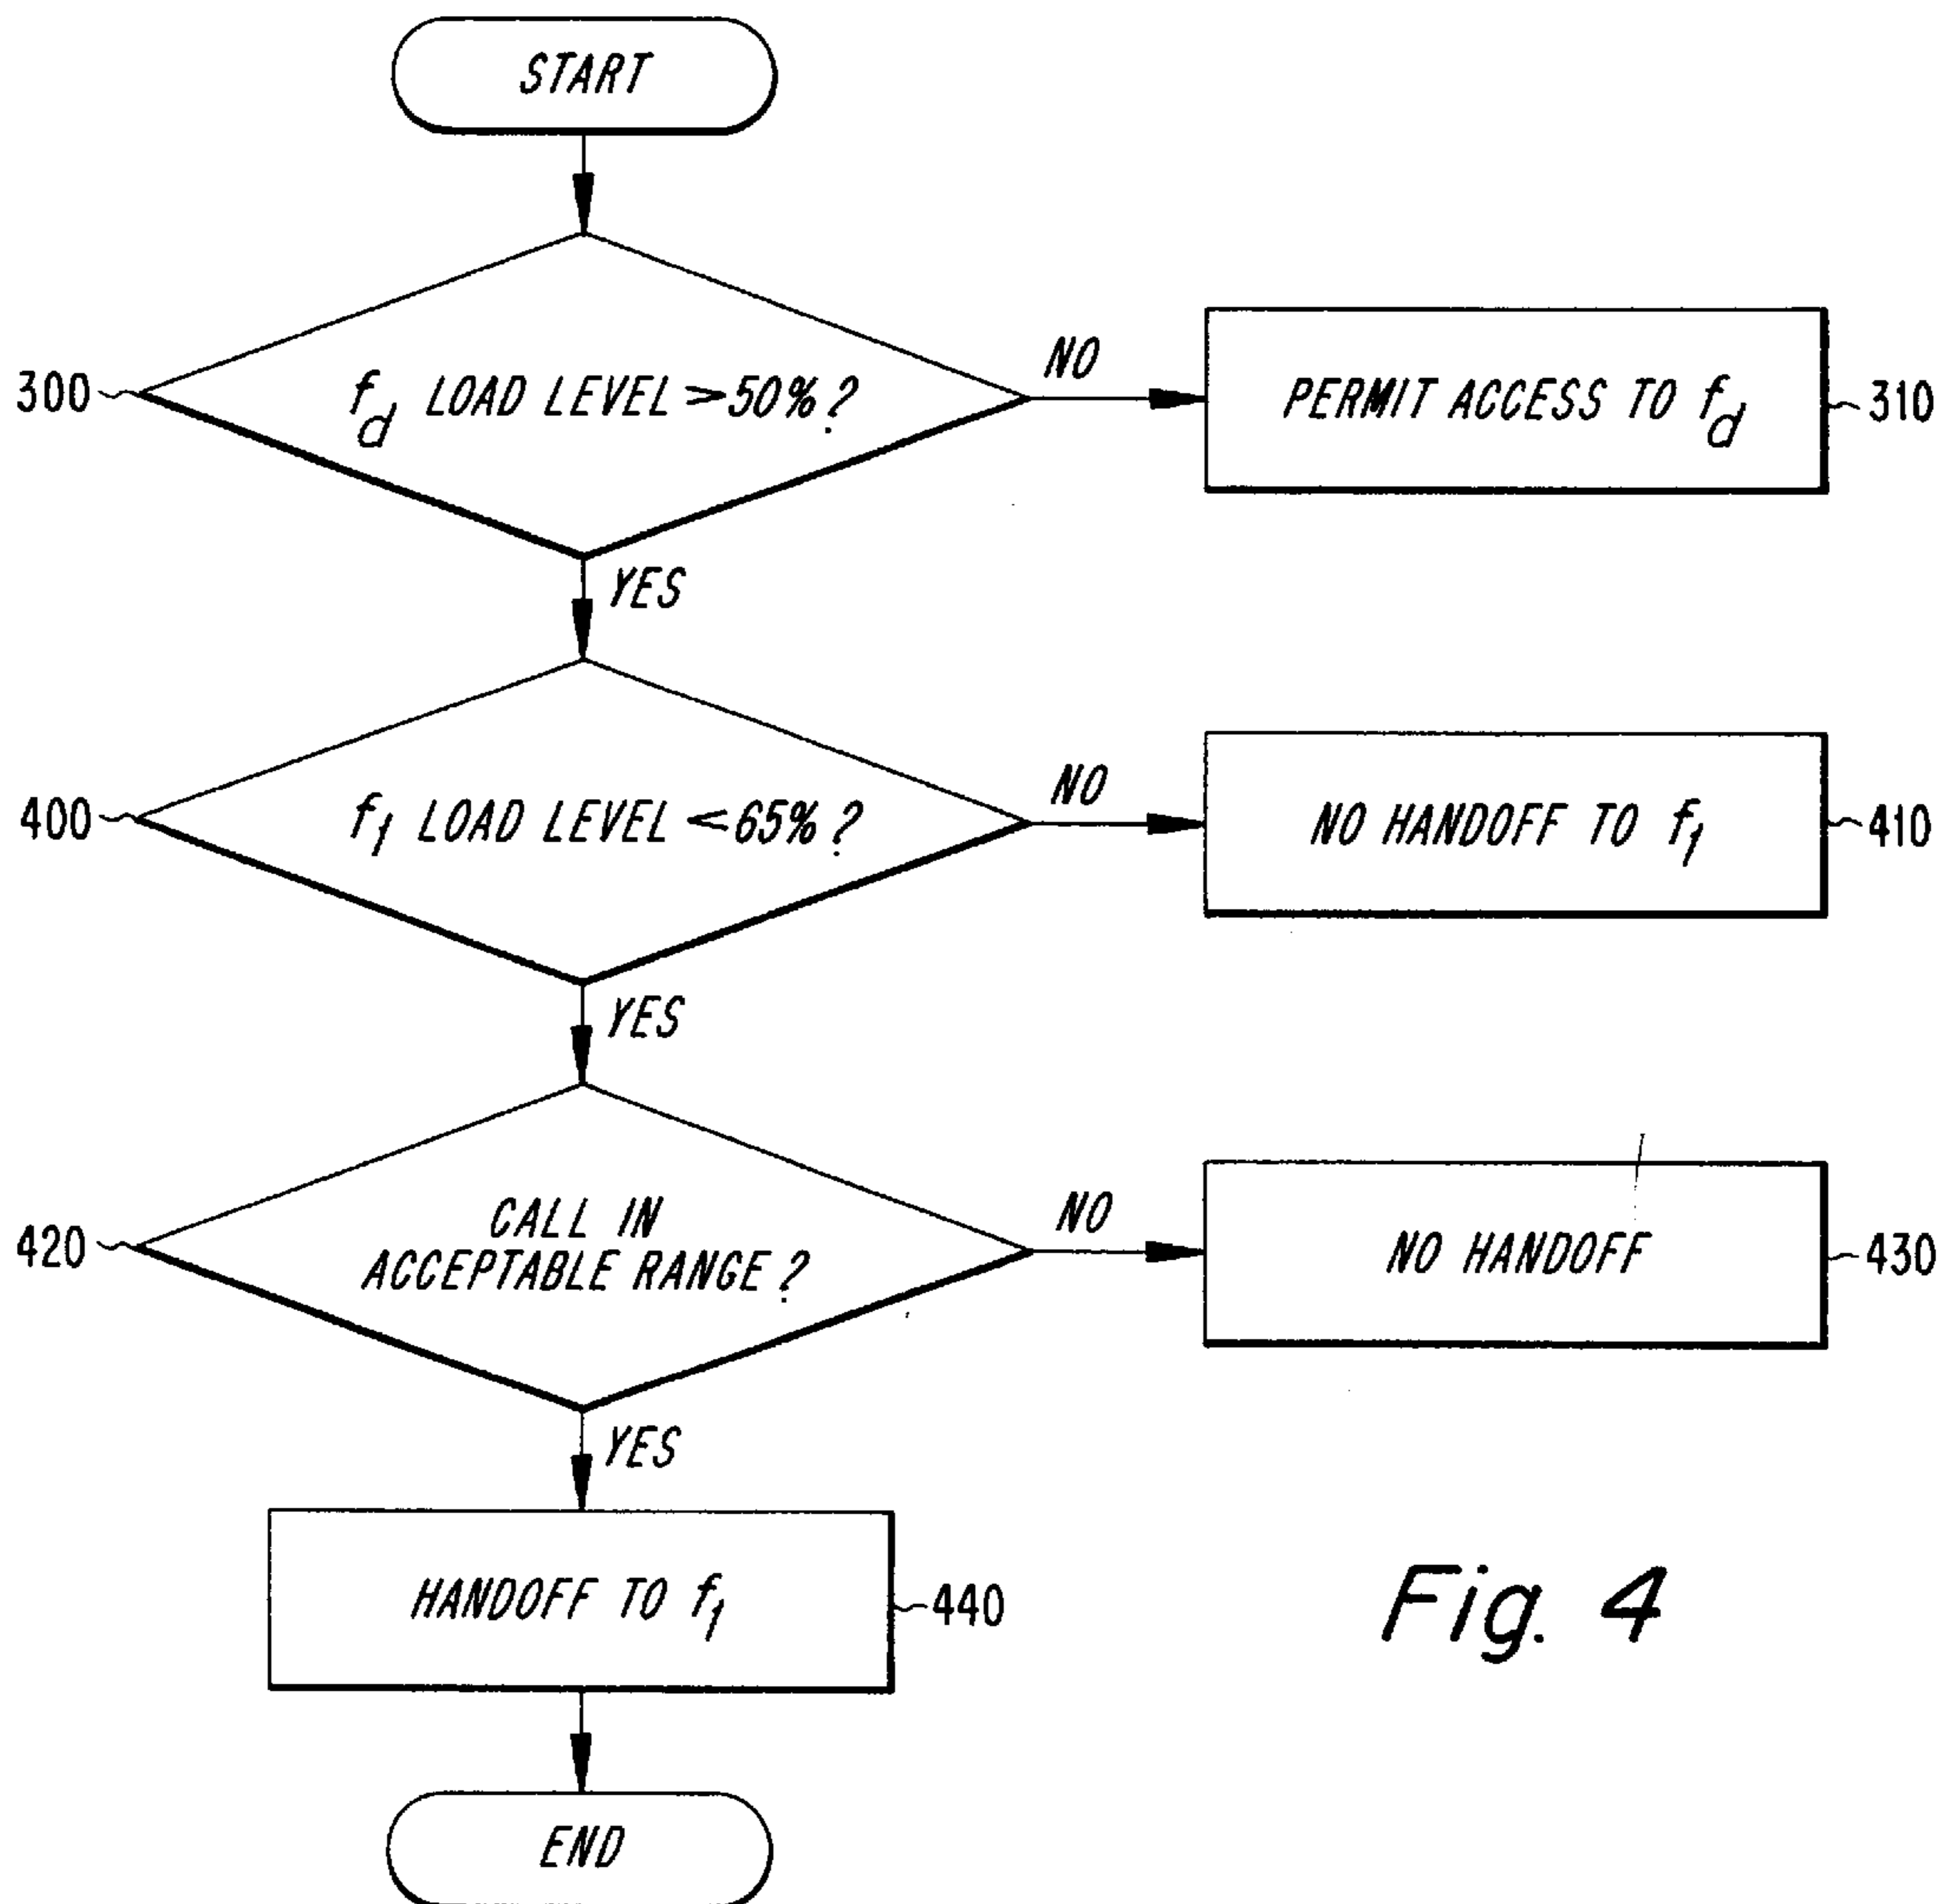 START
300
f_d LOAD LEVEL ≥ 50% ?
NO
PERMIT ACCESS TO f_d
310
YES
400
f_1 LOAD LEVEL < 65% ?
NO
NO HANDOFF TO f_1
410
YES
420
CALL IN
ACCEPTABLE RANGE ?
NO
NO HANDOFF
430
YES
HANDOFF TO f_1
440
Fig. 4
END